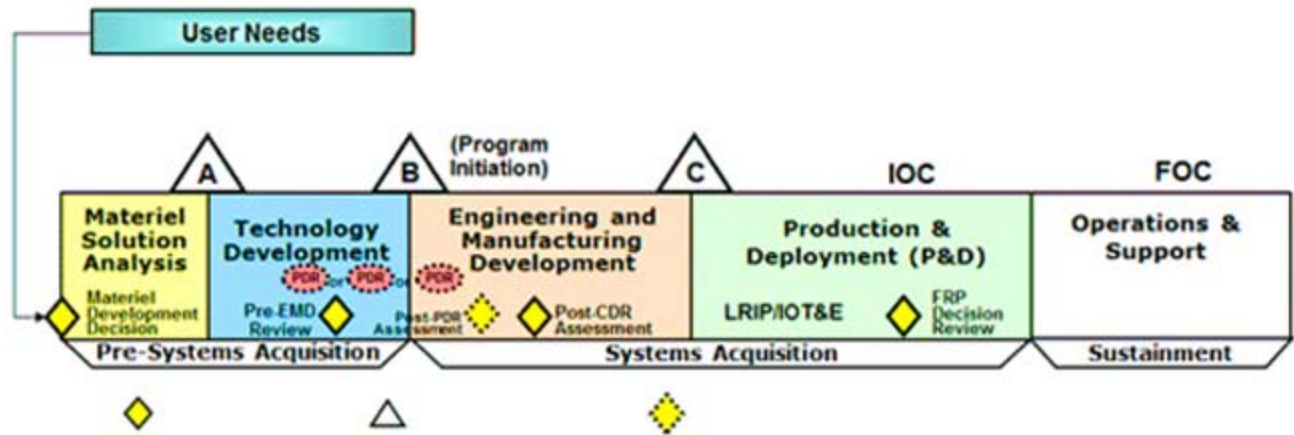 User Needs
A
B
(Program
Initiation)
C
IOC
FOC
Materiel
Solution
Analysis
Technology
Development
Engineering and
Manufacturing
Development
Production &
Deployment (P&D)
Operations &
Support
PDR or PDR or PDR
Materiel
Development
Decision
Pre-EMD
Review
Post-PDR
Assessment
Post-CDR
Assessment
LRIP/IOT&E
FRP
Decision
Review
Pre-Systems Acquisition
Systems Acquisition
Sustainment